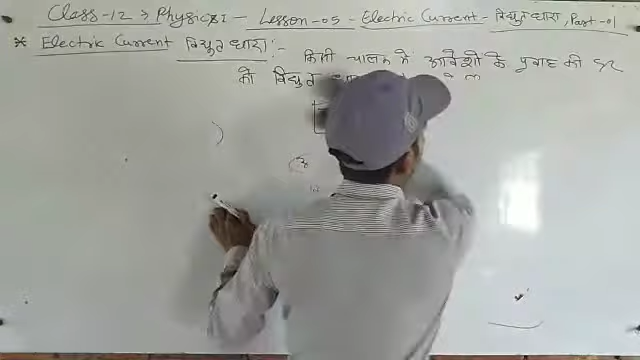 Class-12 > Physics I - Lesson-05 - Electric Current - विद्युत धारा, Part-01
* Electric Current विद्युत धारा :- किसी चालक में आवेशों के प्रवाह की दर
को विद्युत